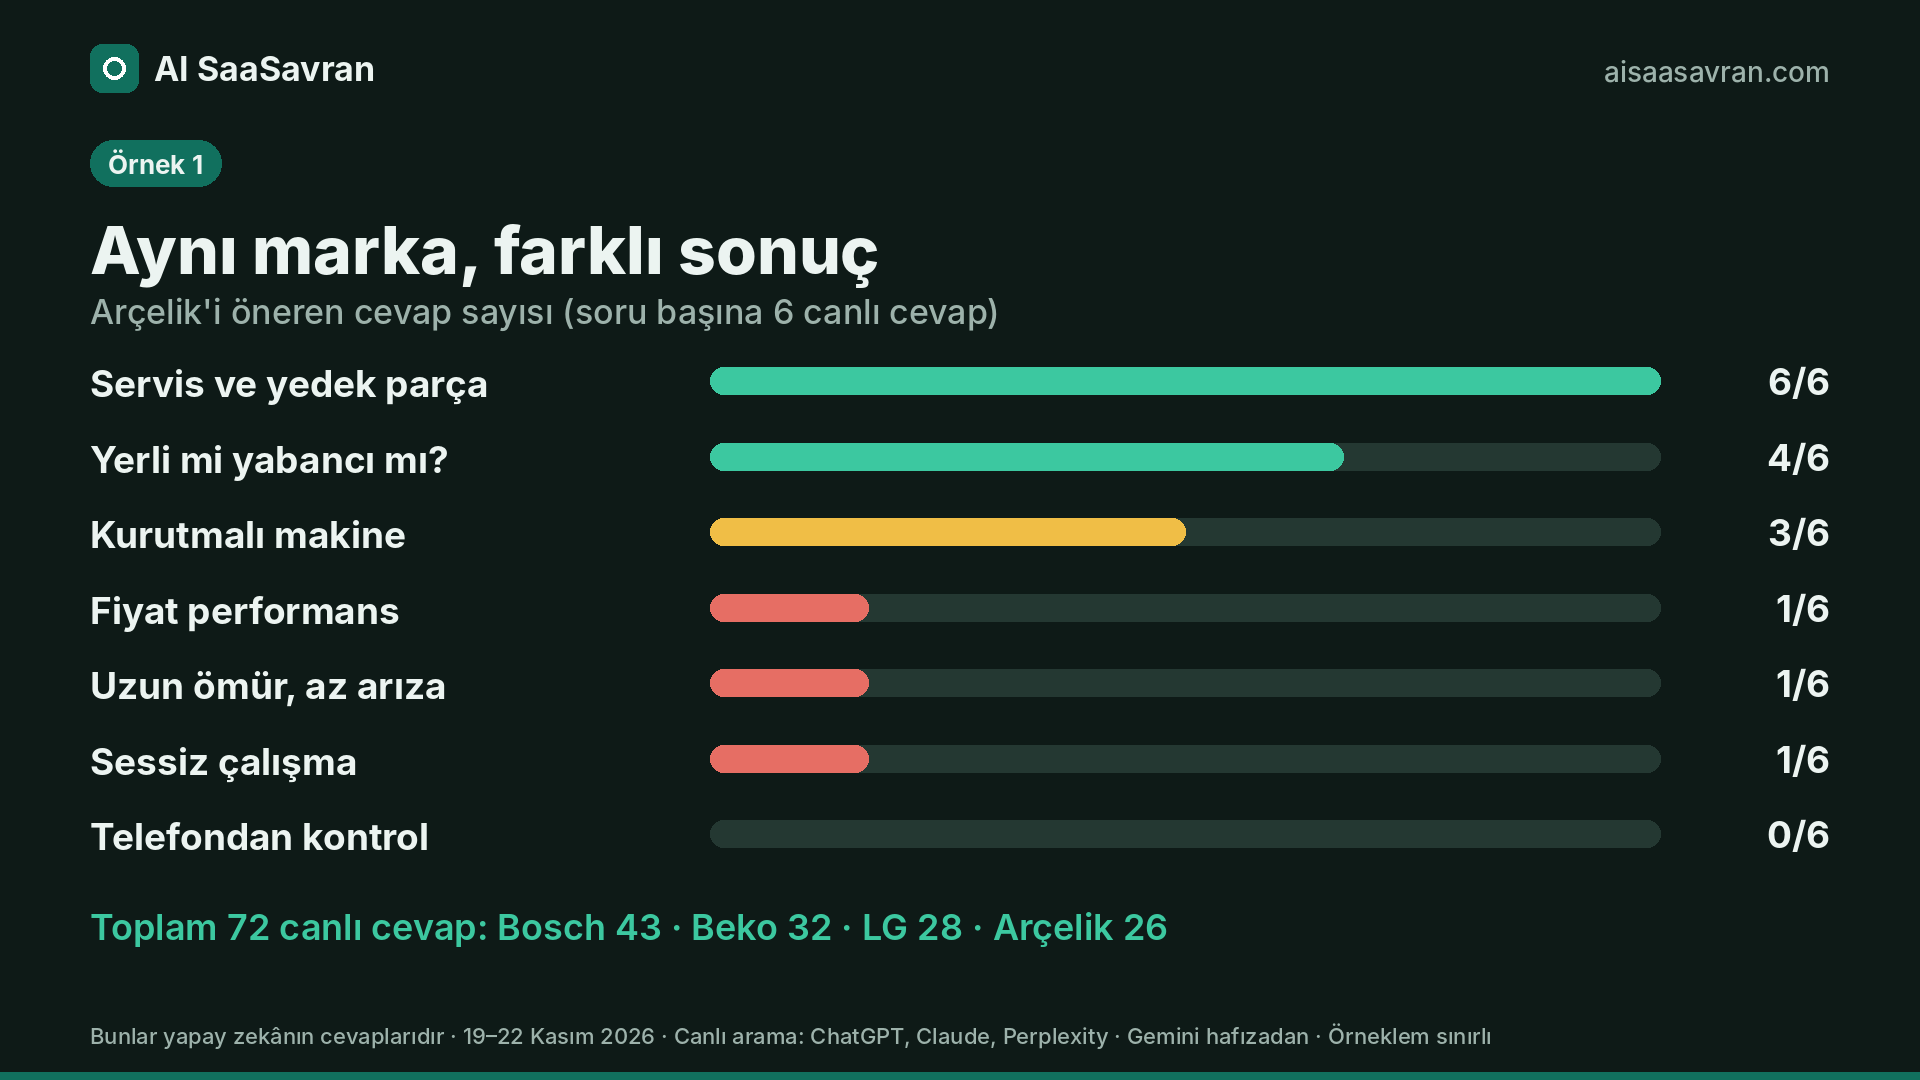 AI SaaSavran
aisaasavran.com
Örnek 1
Aynı marka, farklı sonuç
Arçelik'i öneren cevap sayısı (soru başına 6 canlı cevap)
Servis ve yedek parça 6/6
Yerli mi yabancı mı? 4/6
Kurutmalı makine 3/6
Fiyat performans 1/6
Uzun ömür, az arıza 1/6
Sessiz çalışma 1/6
Telefondan kontrol 0/6
Toplam 72 canlı cevap: Bosch 43 · Beko 32 · LG 28 · Arçelik 26
Bunlar yapay zekânın cevaplarıdır · 19–22 Kasım 2026 · Canlı arama: ChatGPT, Claude, Perplexity · Gemini hafızadan · Örneklem sınırlı